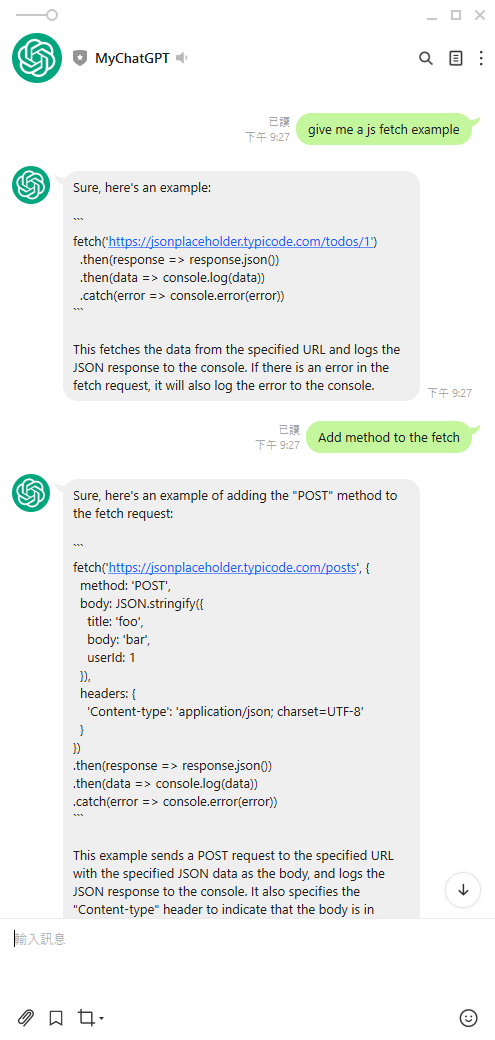 MyChatGPT
已讀
下午 9:27
give me a js fetch example
Sure, here's an example:
```
fetch('https://jsonplaceholder.typicode.com/todos/1')
.then(response => response.json())
.then(data => console.log(data))
.catch(error => console.error(error))
```
This fetches the data from the specified URL and logs the
JSON response to the console. If there is an error in the
fetch request, it will also log the error to the console.
下午 9:27
已讀
下午 9:27
Add method to the fetch
Sure, here's an example of adding the "POST" method to
the fetch request:
```
fetch('https://jsonplaceholder.typicode.com/posts', {
method: 'POST',
body: JSON.stringify({
title: 'foo',
body: 'bar',
userId: 1
}),
headers: {
'Content-type': 'application/json; charset=UTF-8'
}
})
.then(response => response.json())
.then(data => console.log(data))
.catch(error => console.error(error))
```
This example sends a POST request to the specified URL
with the specified JSON data as the body, and logs the
JSON response to the console. It also specifies the
"Content-type" header to indicate that the body is in
輸入訊息